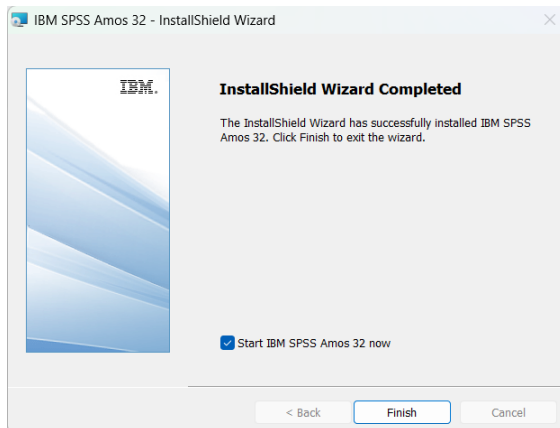 IBM SPSS Amos 32 - InstallShield Wizard
IBM.
InstallShield Wizard Completed
The InstallShield Wizard has successfully installed IBM SPSS
Amos 32. Click Finish to exit the wizard.
Start IBM SPSS Amos 32 now
< Back
Finish
Cancel